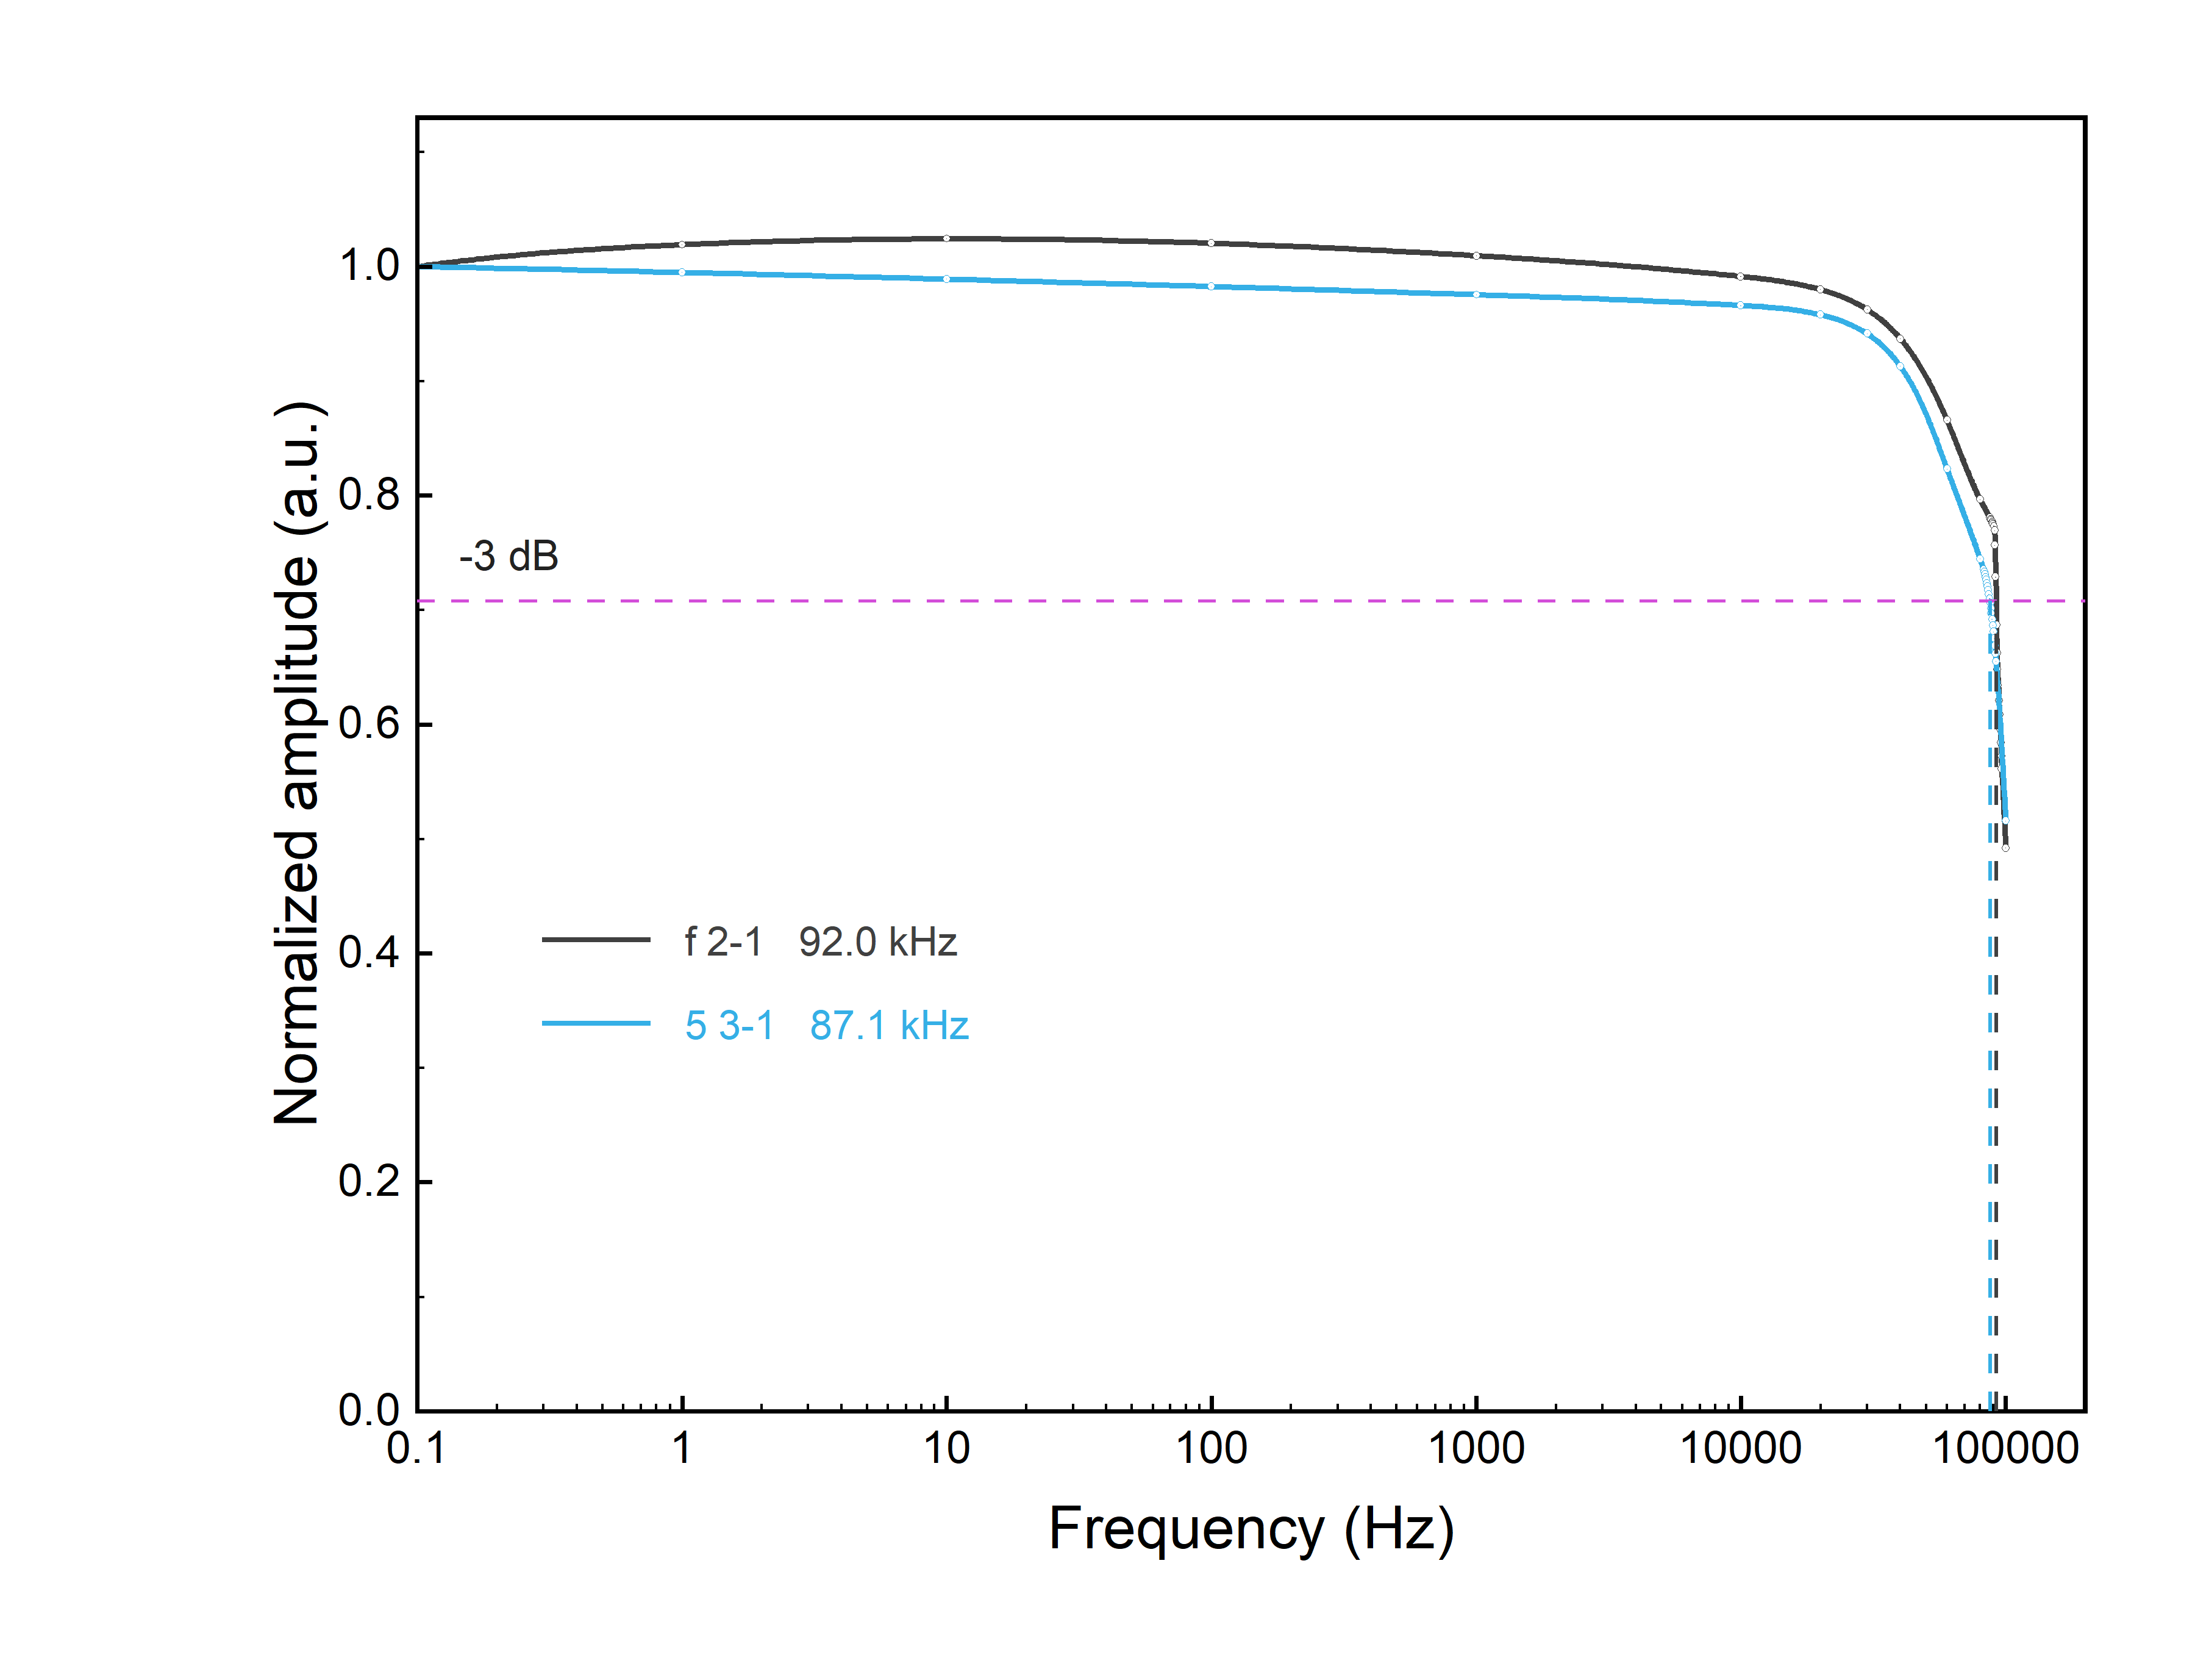 Normalized amplitude (a.u.)
1.0
0.8
0.6
0.4
0.2
0.0
-3 dB
f 2-1 92.0 kHz
5 3-1 87.1 kHz
0.1 1 10 100 1000 10000 100000
Frequency (Hz)